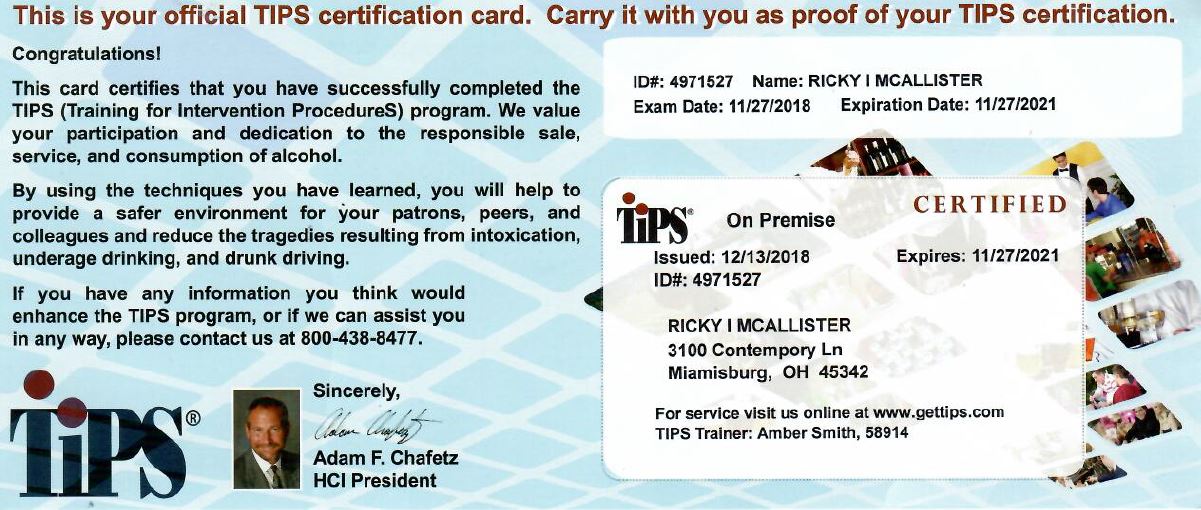 This is your official TIPS certification card. Carry it with you as proof of your TIPS certification.
Congratulations!
This card certifies that you have successfully completed the
TIPS (Training for Intervention ProcedureS) program. We value
your participation and dedication to the responsible sale,
service, and consumption of alcohol.
By using the techniques you have learned, you will help to
provide a safer environment for your patrons, peers, and
colleagues and reduce the tragedies resulting from intoxication,
underage drinking, and drunk driving.
If you have any information you think would
enhance the TIPS program, or if we can assist you
in any way, please contact us at 800-438-8477.
TiPS®
Sincerely,
Adam Chafetz
Adam F. Chafetz
HCI President
ID#: 4971527 Name: RICKY I MCALLISTER
Exam Date: 11/27/2018 Expiration Date: 11/27/2021
TiPS® On Premise CERTIFIED
Issued: 12/13/2018 Expires: 11/27/2021
ID#: 4971527
RICKY I MCALLISTER
3100 Contempory Ln
Miamisburg, OH 45342
For service visit us online at www.gettips.com
TIPS Trainer: Amber Smith, 58914